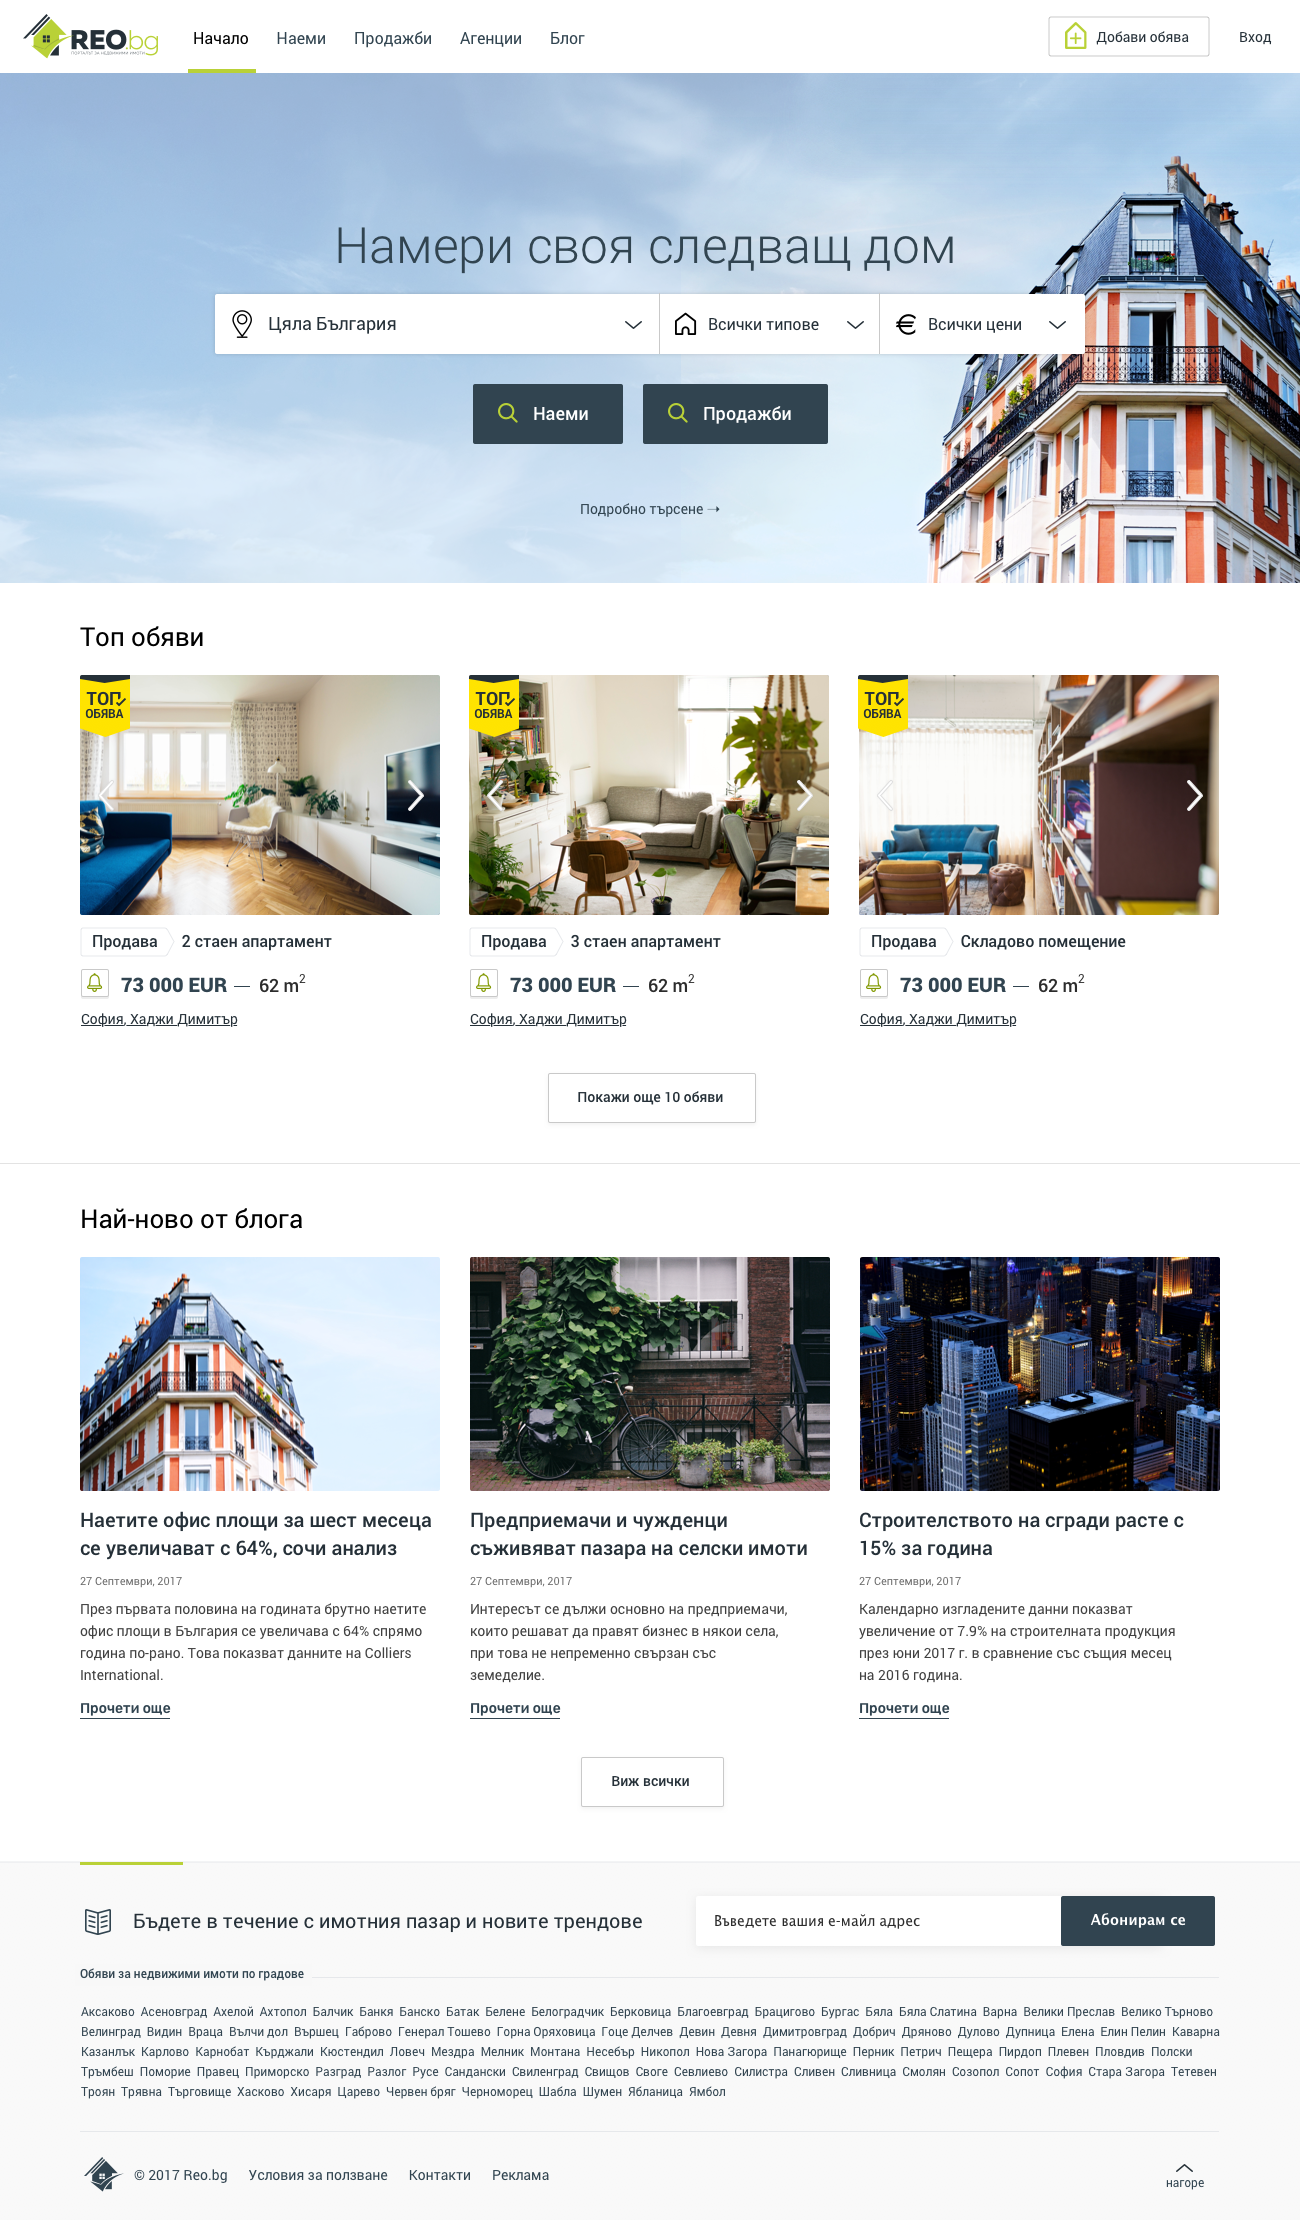 REO.bg
Начало Наеми Продажби Агенции Блог
Добави обява
Вход
Намери своя следващ дом
Цяла България
Всички типове
Всички цени
Наеми
Продажби
Подробно търсене →
Топ обяви
ТОП
ОБЯВА
ТОП
ОБЯВА
ТОП
ОБЯВА
Продава 2 стаен апартамент
73 000 EUR — 62 m²
София, Хаджи Димитър
Продава 3 стаен апартамент
73 000 EUR — 62 m²
София, Хаджи Димитър
Продава Складово помещение
73 000 EUR — 62 m²
София, Хаджи Димитър
Покажи още 10 обяви
Най-ново от блога
Наетите офис площи за шест месеца
се увеличават с 64%, сочи анализ
27 Септември, 2017
През първата половина на годината брутно наетите
офис площи в България се увеличава с 64% спрямо
година по-рано. Това показват данните на Colliers
International.
Прочети още
Предприемачи и чужденци
съживяват пазара на селски имоти
27 Септември, 2017
Интересът се дължи основно на предприемачи,
които решават да правят бизнес в някои села,
при това не непременно свързан със
земеделие.
Прочети още
Строителството на сгради расте с
15% за година
27 Септември, 2017
Календарно изгладените данни показват
увеличение от 7.9% на строителната продукция
през юни 2017 г. в сравнение със същия месец
на 2016 година.
Прочети още
Виж всички
Бъдете в течение с имотния пазар и новите трендове
Въведете вашия е-майл адрес
Абонирам се
Обяви за недвижими имоти по градове
Аксаково Асеновград Ахелой Ахтопол Балчик Банкя Банско Батак Белене Белоградчик Берковица Благоевград Брацигово Бургас Бяла Бяла Слатина Варна Велики Преслав Велико Търново
Велинград Видин Враца Вълчи дол Вършец Габрово Генерал Тошево Горна Оряховица Гоце Делчев Девин Девня Димитровград Добрич Дряново Дулово Дупница Елена Елин Пелин Каварна
Казанлък Карлово Карнобат Кърджали Кюстендил Ловеч Мездра Мелник Монтана Несебър Никопол Нова Загора Панагюрище Перник Петрич Пещера Пирдоп Плевен Пловдив Полски
Тръмбеш Поморие Правец Приморско Разград Разлог Русе Сандански Свиленград Свищов Своге Севлиево Силистра Сливен Сливница Смолян Созопол Сопот София Стара Загора Тетевен
Троян Трявна Търговище Хасково Хисаря Царево Червен бряг Черноморец Шабла Шумен Ябланица Ямбол
© 2017 Reo.bg Условия за ползване Контакти Реклама
нагоре